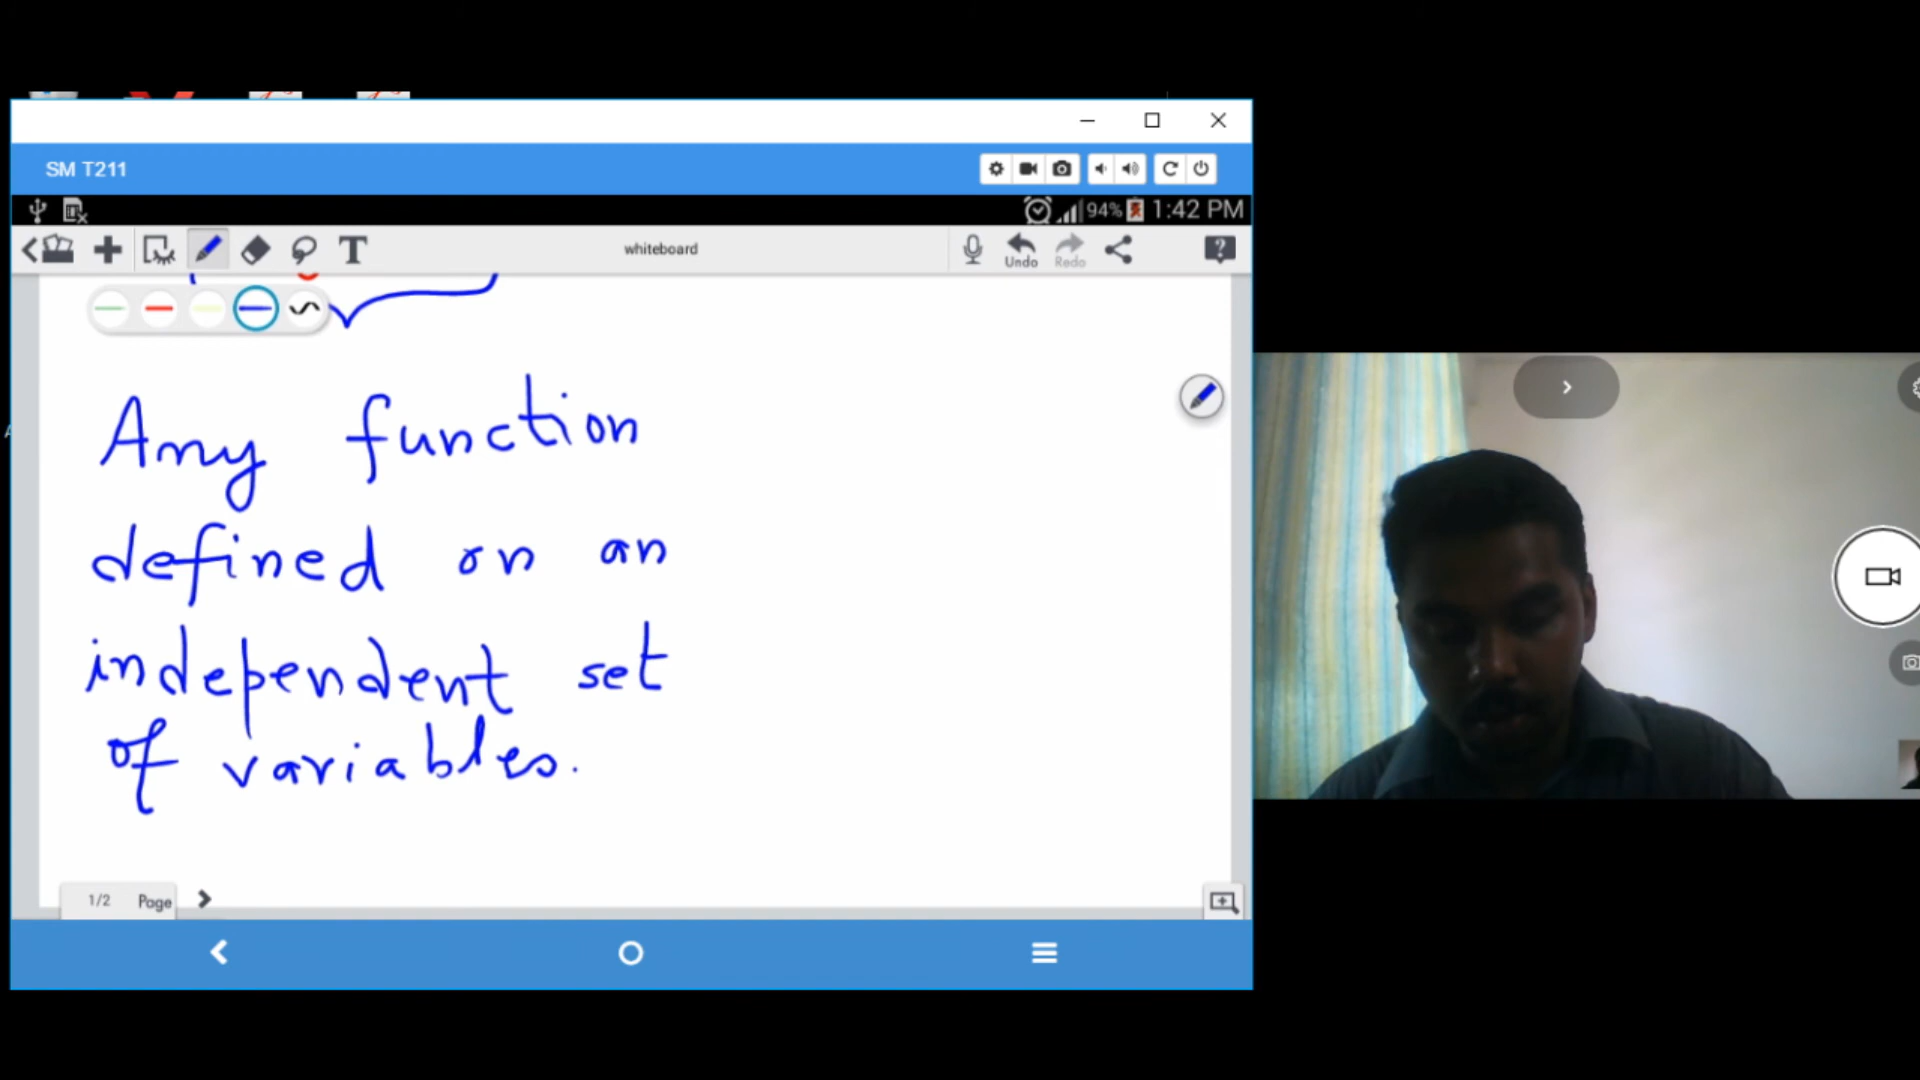 SM T211
94% 1:42 PM
whiteboard
Undo
Redo
Any function
defined on an
independent set
of variables.
1/2 Page